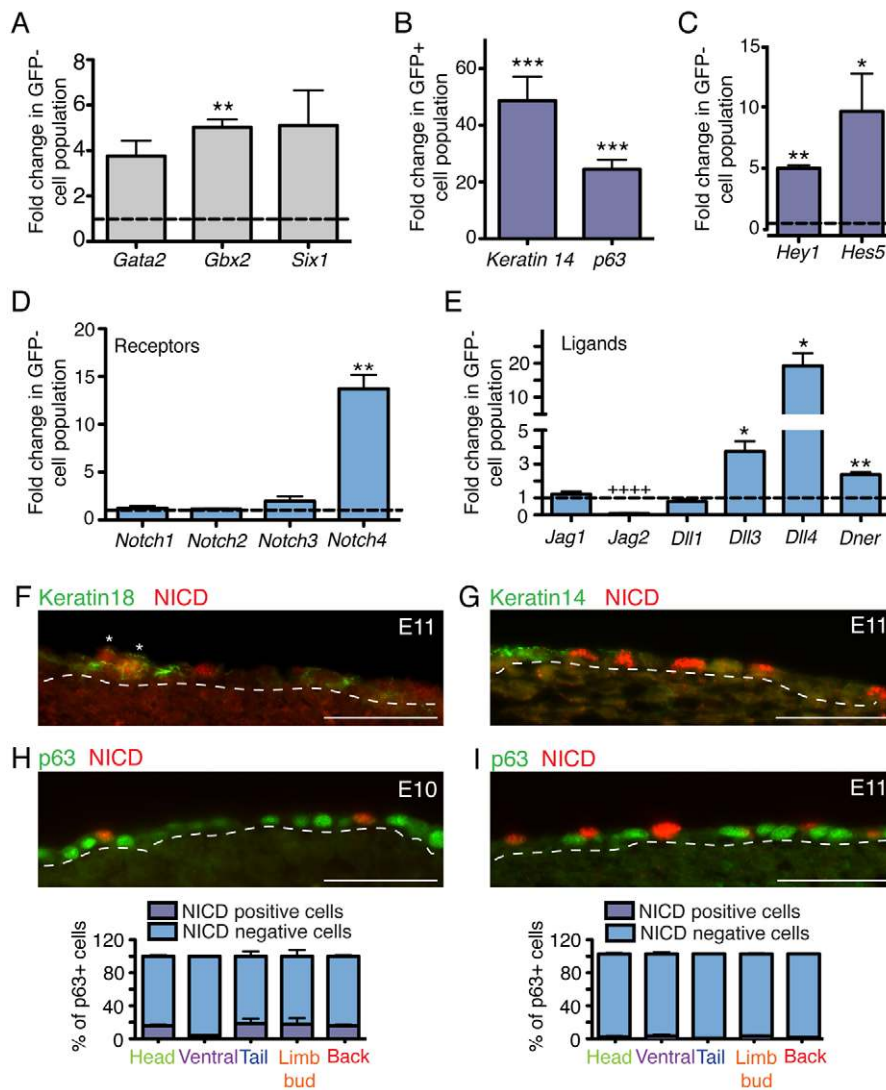 A
Fold change in GFP-
cell population
8
6
4
2
0
**
Gata2 Gbx2 Six1
B
Fold change in GFP+
cell population
60
40
20
0
***
***
Keratin 14 p63
C
Fold change in GFP-
cell population
15
10
5
0
**
*
Hey1 Hes5
D
Receptors
Fold change in GFP-
cell population
20
15
10
5
0
**
Notch1 Notch2 Notch3 Notch4
E
Ligands
Fold change in GFP-
cell population
20
10
5
3
2
1
0
++++
*
*
**
Jag1 Jag2 Dll1 Dll3 Dll4 Dner
F
Keratin18 NICD
E11
* *
G
Keratin14 NICD
E11
H
p63 NICD
E10
NICD positive cells
NICD negative cells
% of p63+ cells
120
80
40
0
Head Ventral Tail Limb Back
bud
I
p63 NICD
E11
NICD positive cells
NICD negative cells
% of p63+ cells
120
80
40
0
Head Ventral Tail Limb Back
bud